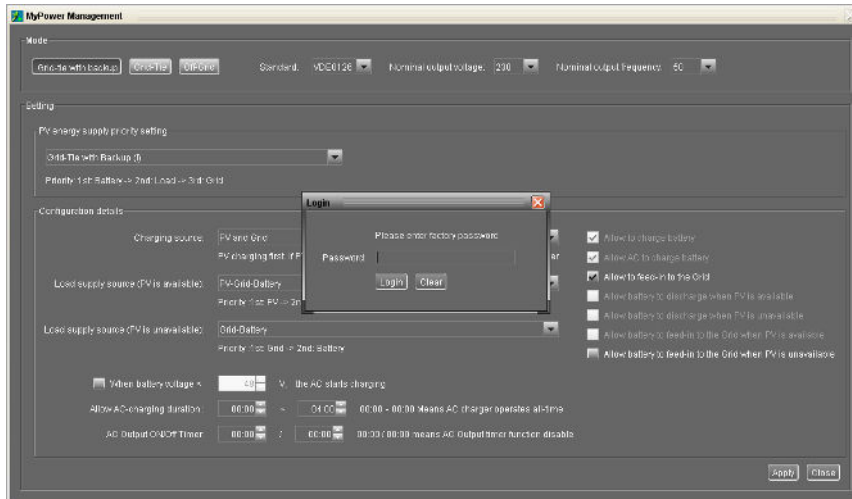 MyPower Management
Mode
Grid-tie with backup Grid-Tie Off-Grid Standard: VDE0126 Nominal output voltage: 230 Nominal output frequency: 50
Setting
PV energy supply priority setting
Grid-Tie with Backup (I)
Priority: 1st: Battery -> 2nd: Load -> 3rd: Grid
Login
Please enter factory password
Password
Login Clear
Configuration details
Charging source: PV and Grid
PV charging first. If P
Load supply source (PV is available): PV-Grid-Battery
Priority: 1st: PV -> 2n
Load supply source (PV is unavailable): Grid-Battery
Priority: 1st: Grid -> 2nd: Battery
Allow to charge battery
Allow AC to charge battery
Allow to feed-in to the Grid
Allow battery to discharge when PV is available
Allow battery to discharge when PV is unavailable
Allow battery to feed-in to the Grid when PV is available
Allow battery to feed-in to the Grid when PV is unavailable
When battery voltage < 48 V, the AC starts charging
Allow AC-charging duration: 00:00 ~ 04:00 00:00 - 00:00 Means AC charger operates all-time
AC Output ON/Off Timer: 00:00 / 00:00 00:00 / 00:00 means AC Output timer function disable
Apply Close